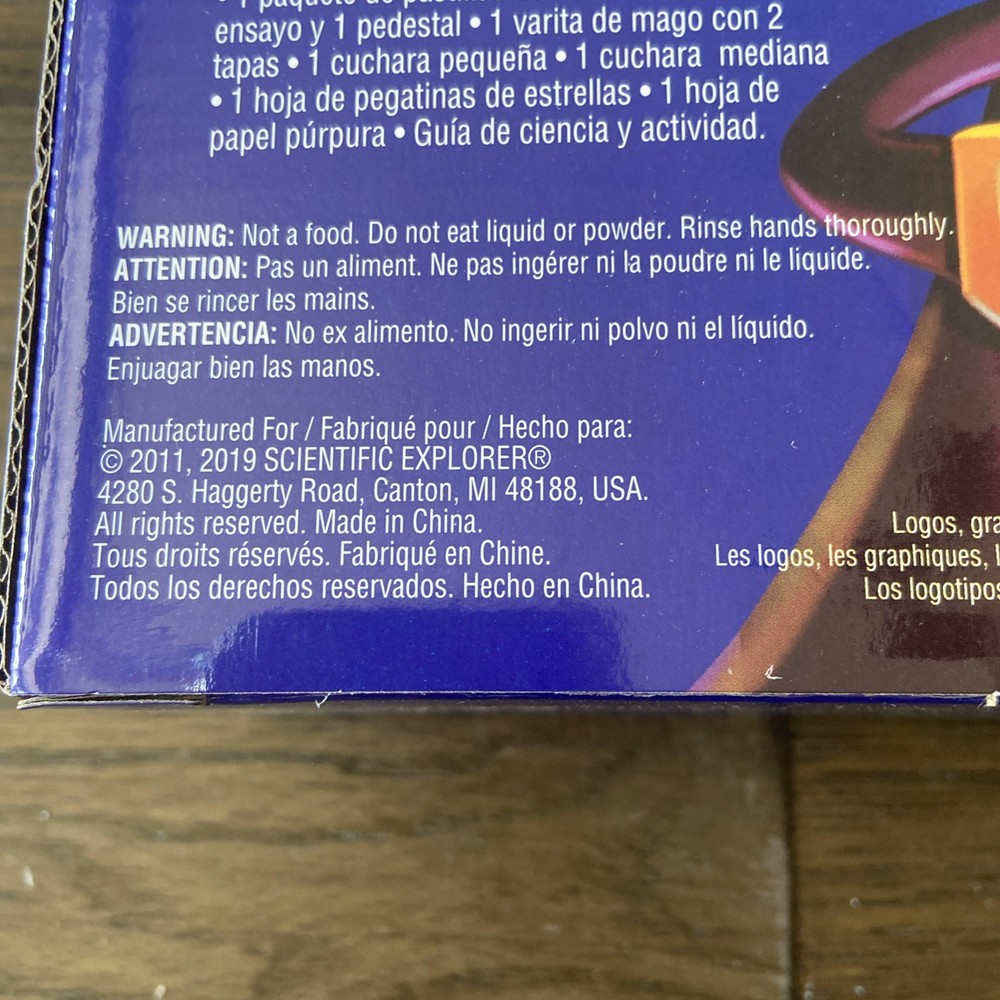 • 1 paquete de
ensayo y 1 pedestal • 1 varita de mago con 2
tapas • 1 cuchara pequeña • 1 cuchara mediana
• 1 hoja de pegatinas de estrellas • 1 hoja de
papel púrpura • Guía de ciencia y actividad.
WARNING: Not a food. Do not eat liquid or powder. Rinse hands thoroughly.
ATTENTION: Pas un aliment. Ne pas ingérer ni la poudre ni le liquide.
Bien se rincer les mains.
ADVERTENCIA: No ex alimento. No ingerir ni polvo ni el líquido.
Enjuagar bien las manos.
Manufactured For / Fabriqué pour / Hecho para:
© 2011, 2019 SCIENTIFIC EXPLORER®
4280 S. Haggerty Road, Canton, MI 48188, USA.
All rights reserved. Made in China.
Tous droits réservés. Fabriqué en Chine.
Todos los derechos reservados. Hecho en China.
Logos,
Les logos, les graphiques,
Los logotipos